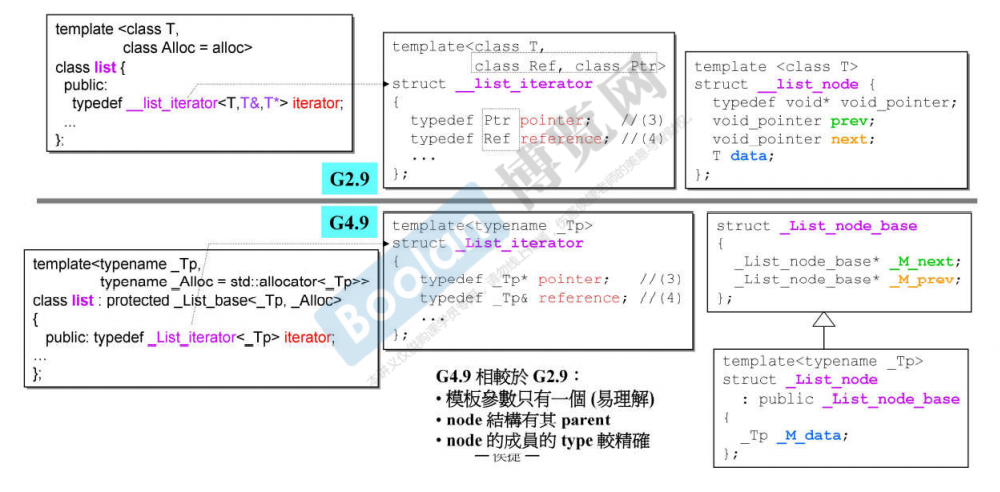 template <class T,
class Alloc = alloc>
class list {
public:
typedef __list_iterator<T,T&,T*> iterator;
...
};
template<class T,
class Ref, class Ptr>
struct __list_iterator
{
typedef Ptr pointer; //(3)
typedef Ref reference; //(4)
...
};
template <class T>
struct __list_node {
typedef void* void_pointer;
void_pointer prev;
void_pointer next;
T data;
};
G2.9
G4.9
template<typename _Tp,
typename _Alloc = std::allocator<_Tp>>
class list : protected _List_base<_Tp, _Alloc>
{
public: typedef _List_iterator<_Tp> iterator;
...
};
template<typename _Tp>
struct _List_iterator
{
typedef _Tp* pointer; //(3)
typedef _Tp& reference; //(4)
...
};
struct _List_node_base
{
_List_node_base* _M_next;
_List_node_base* _M_prev;
};
template<typename _Tp>
struct _List_node
: public _List_node_base
{
_Tp _M_data;
};
G4.9 相較於 G2.9：
• 模板參數只有一個 (易理解)
• node 結構有其 parent
• node 的成員的 type 較精確
— 侯捷 —
Boolan
博览网